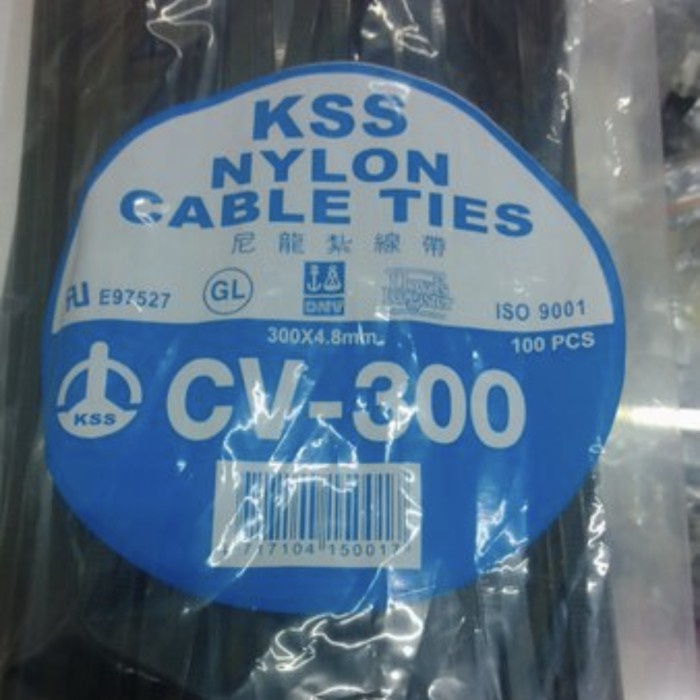 KSS
NYLON
CABLE TIES
尼龍紮線帶
E97527 GL DNV ISO 9001
300X4.8mm
100 PCS
KSS CV-300